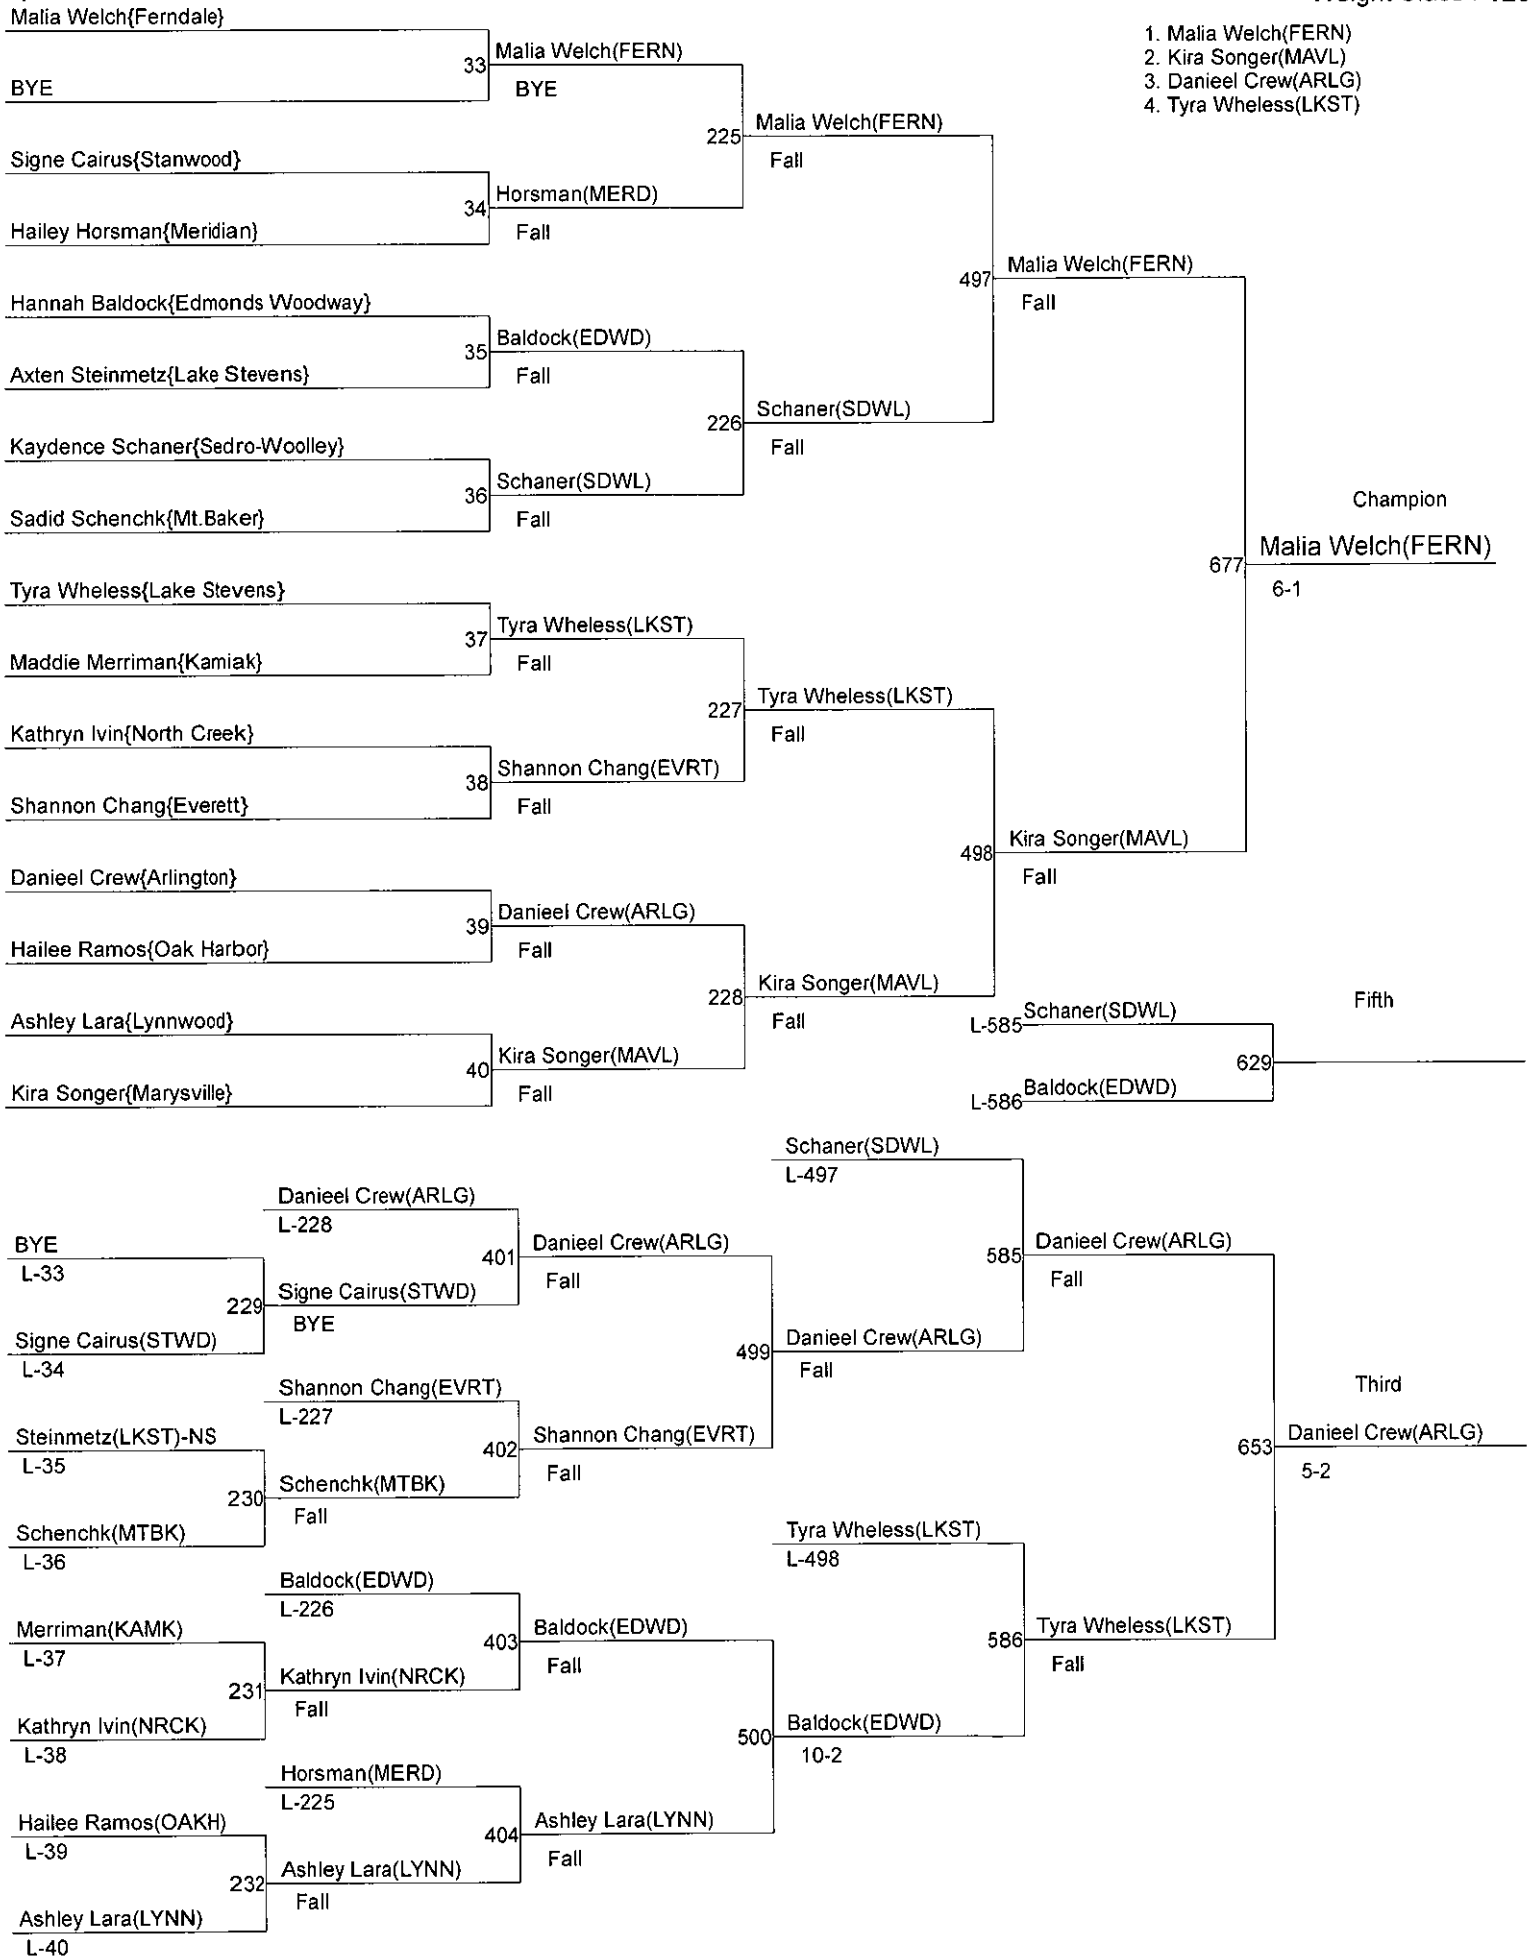 Malia Welch{Ferndale}
BYE
Signe Cairus{Stanwood}
Hailey Horsman{Meridian}
Hannah Baldock{Edmonds Woodway}
Axten Steinmetz{Lake Stevens}
Kaydence Schaner{Sedro-Woolley}
Sadid Schenchk{Mt.Baker}
Tyra Wheless{Lake Stevens}
Maddie Merriman{Kamiak}
Kathryn Ivin{North Creek}
Shannon Chang{Everett}
Danieel Crew{Arlington}
Hailee Ramos{Oak Harbor}
Ashley Lara{Lynnwood}
Kira Songer{Marysville}
33 Malia Welch(FERN)
BYE
34 Horsman(MERD)
Fall
35 Baldock(EDWD)
Fall
36 Schaner(SDWL)
Fall
37 Tyra Wheless(LKST)
Fall
38 Shannon Chang(EVRT)
Fall
39 Danieel Crew(ARLG)
Fall
40 Kira Songer(MAVL)
Fall
225 Malia Welch(FERN)
Fall
226 Schaner(SDWL)
Fall
227 Tyra Wheless(LKST)
Fall
228 Kira Songer(MAVL)
Fall
497 Malia Welch(FERN)
Fall
498 Kira Songer(MAVL)
Fall
1. Malia Welch(FERN)
2. Kira Songer(MAVL)
3. Danieel Crew(ARLG)
4. Tyra Wheless(LKST)
Champion
677 Malia Welch(FERN)
6-1
Fifth
L-585 Schaner(SDWL)
629
L-586 Baldock(EDWD)
BYE
L-33
Signe Cairus(STWD)
L-34
Steinmetz(LKST)-NS
L-35
Schenchk(MTBK)
L-36
Merriman(KAMK)
L-37
Kathryn Ivin(NRCK)
L-38
Hailee Ramos(OAKH)
L-39
Ashley Lara(LYNN)
L-40
Danieel Crew(ARLG)
L-228
229 Signe Cairus(STWD)
BYE
Shannon Chang(EVRT)
L-227
230 Schenchk(MTBK)
Fall
Baldock(EDWD)
L-226
231 Kathryn Ivin(NRCK)
Fall
Horsman(MERD)
L-225
232 Ashley Lara(LYNN)
Fall
401 Danieel Crew(ARLG)
Fall
402 Shannon Chang(EVRT)
Fall
403 Baldock(EDWD)
Fall
404 Ashley Lara(LYNN)
Fall
Schaner(SDWL)
L-497
499 Danieel Crew(ARLG)
Fall
Tyra Wheless(LKST)
L-498
500 Baldock(EDWD)
10-2
585 Danieel Crew(ARLG)
Fall
586 Tyra Wheless(LKST)
Fall
Third
653 Danieel Crew(ARLG)
5-2